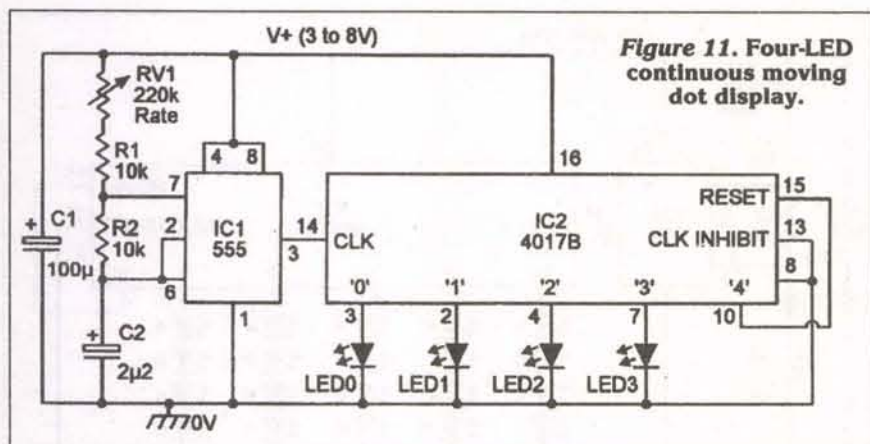 V+ (3 to 8V)
Figure 11. Four-LED
continuous moving
dot display.
RV1
220k
Rate
R1
10k
R2
10k
C1
100µ
C2
2µ2
+
+
7
2
6
4 8
IC1
555
3
1
14
CLK
16
IC2
4017B
RESET
15
CLK INHIBIT
13
8
'0' '1' '2' '3' '4'
3 2 4 7 10
LED0 LED1 LED2 LED3
0V